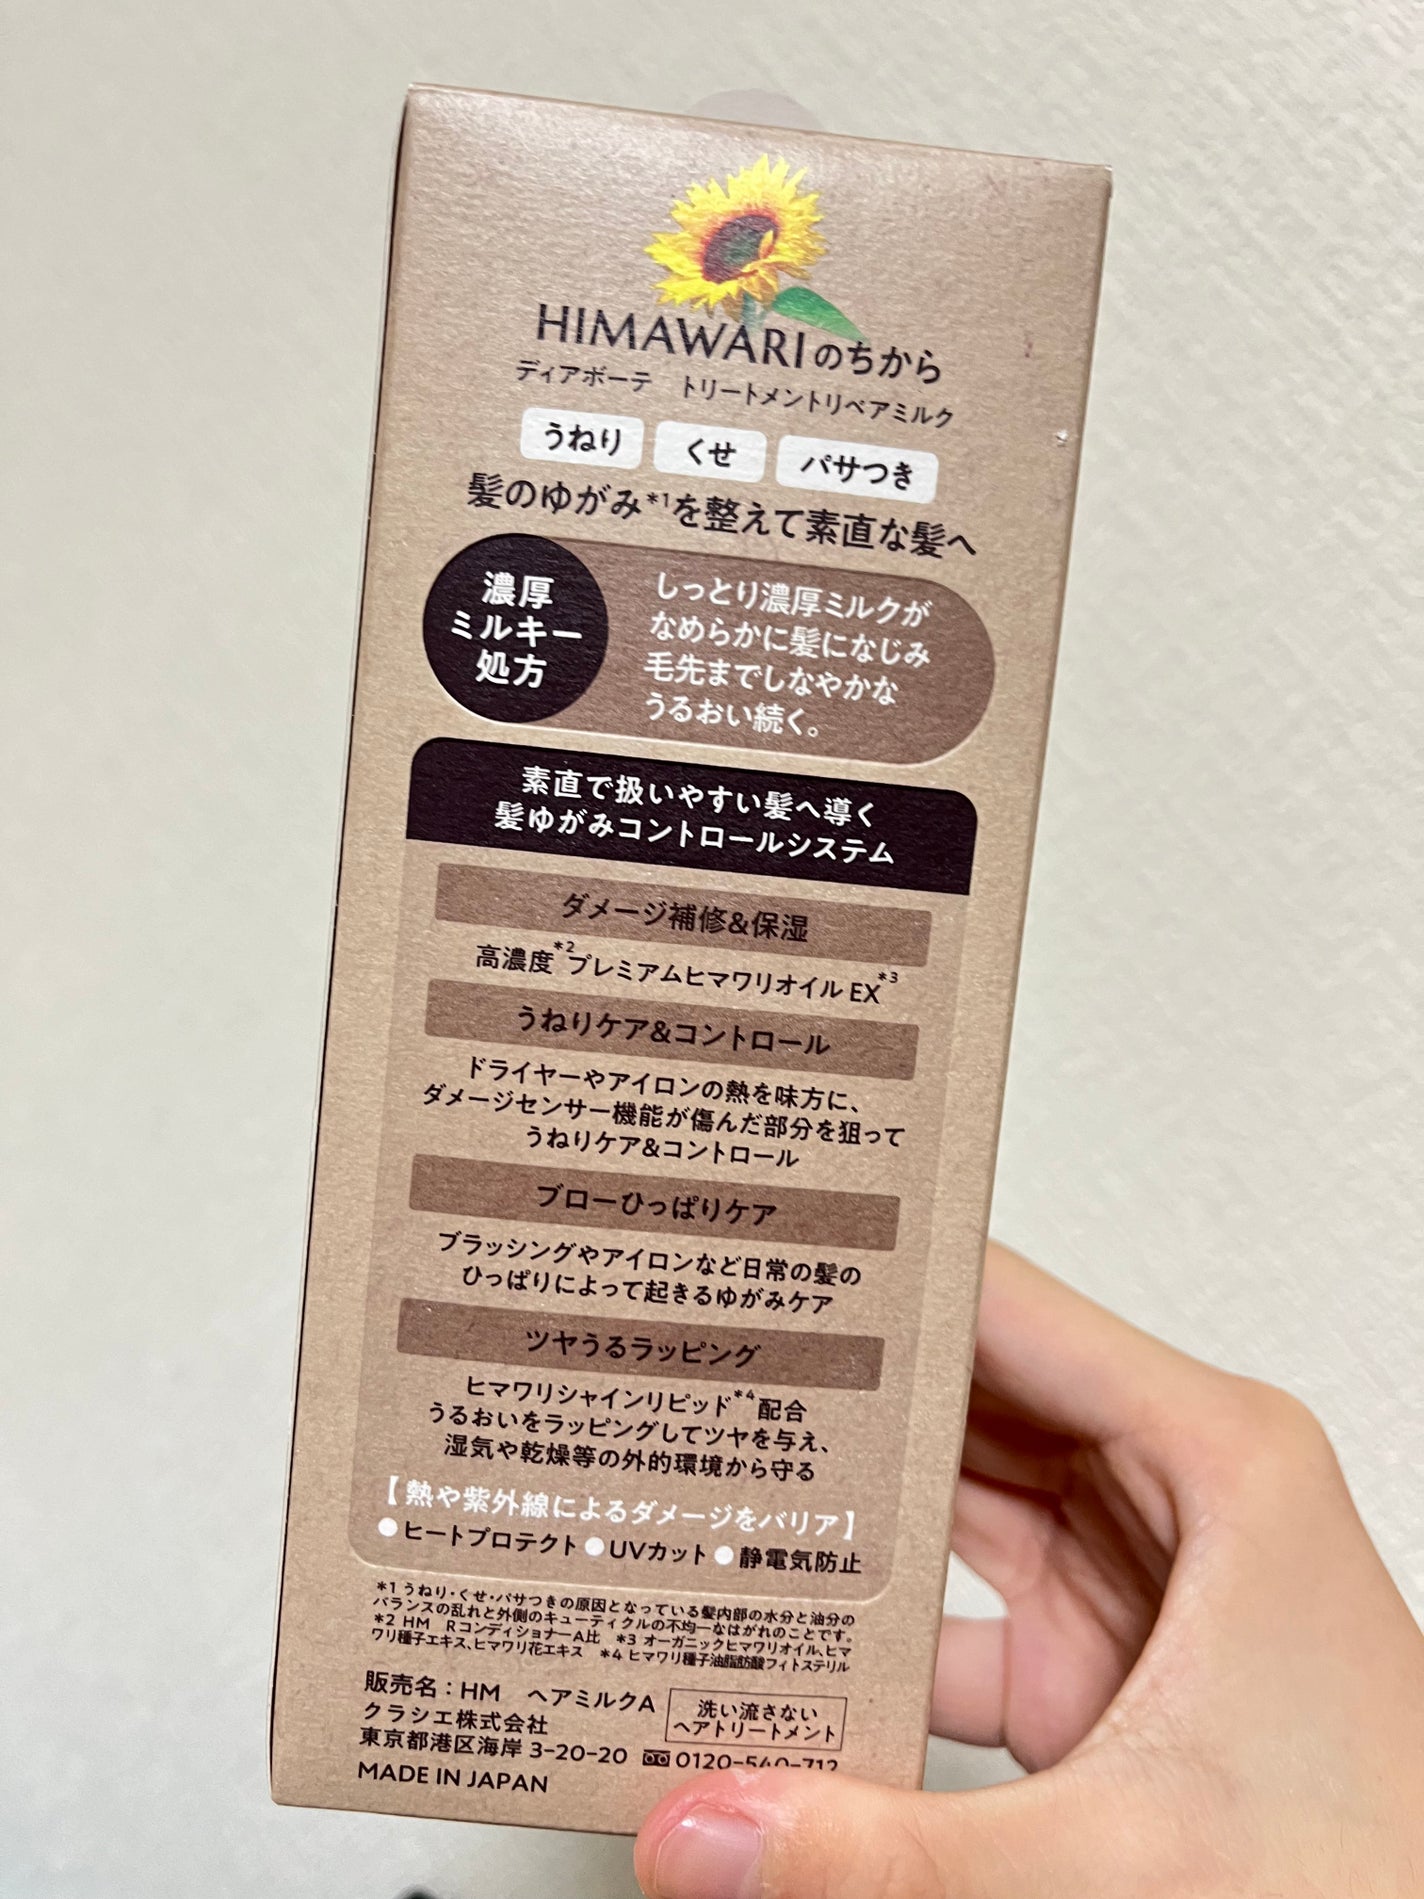 HIMAWARIのちから
ディアボーテ　トリートメントリペアミルク
うねり くせ パサつき
髪のゆがみ*1を整えて素直な髪へ
濃厚
ミルキー
処方
しっとり濃厚ミルクが
なめらかに髪になじみ
毛先までしなやかな
うるおい続く。
素直で扱いやすい髪へ導く
髪ゆがみコントロールシステム
ダメージ補修&保湿
高濃度*2プレミアムヒマワリオイル EX*3
うねりケア&コントロール
ドライヤーやアイロンの熱を味方に、
ダメージセンサー機能が傷んだ部分を狙って
うねりケア&コントロール
ブローひっぱりケア
ブラッシングやアイロンなど日常の髪の
ひっぱりによって起きるゆがみケア
ツヤうるラッピング
ヒマワリシャインリピッド*4配合
うるおいをラッピングしてツヤを与え、
湿気や乾燥等の外的環境から守る
【熱や紫外線によるダメージをバリア】
●ヒートプロテクト ●UVカット ●静電気防止
*1 うねり・くせ・パサつきの原因となっている髪内部の水分と油分の
バランスの乱れと外側のキューティクルの不均一なはがれのことです。
*2 HM　RコンディショナーA比　*3 オーガニックヒマワリオイル、ヒマ
ワリ種子エキス、ヒマワリ花エキス　*4 ヒマワリ種子油脂肪酸フィトステリル
販売名：HM　ヘアミルクA
クラシエ株式会社
東京都港区海岸 3-20-20
洗い流さない
ヘアトリートメント
0120-540-712
MADE IN JAPAN